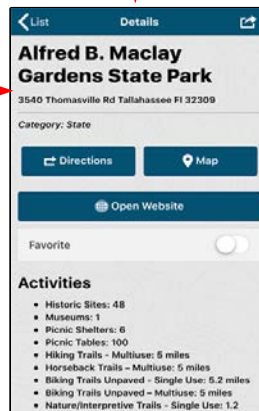 List Details
Alfred B. Maclay
Gardens State Park
3540 Thomasville Rd Tallahassee Fl 32309
Category: State
Directions Map
Open Website
Favorite
Activities
• Historic Sites: 48
• Museums: 1
• Picnic Shelters: 6
• Picnic Tables: 100
• Hiking Trails - Multiuse: 5 miles
• Horseback Trails – Multiuse: 5 miles
• Biking Trails Unpaved - Single Use: 5.2 miles
• Biking Trails Unpaved – Multiuse: 5 miles
• Nature/Interpretive Trails - Single Use: 1.2